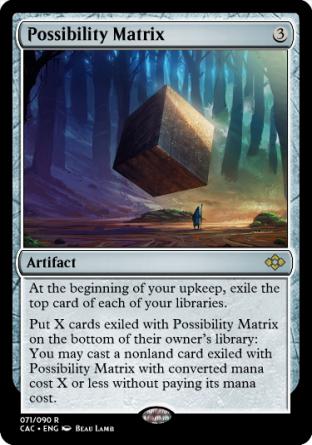 Possibility Matrix 3
Artifact
At the beginning of your upkeep, exile the
top card of each of your libraries.
Put X cards exiled with Possibility Matrix
on the bottom of their owner's library:
You may cast a nonland card exiled with
Possibility Matrix with converted mana
cost X or less without paying its mana
cost.
071/090 R
CAC • ENG Beau Lamb